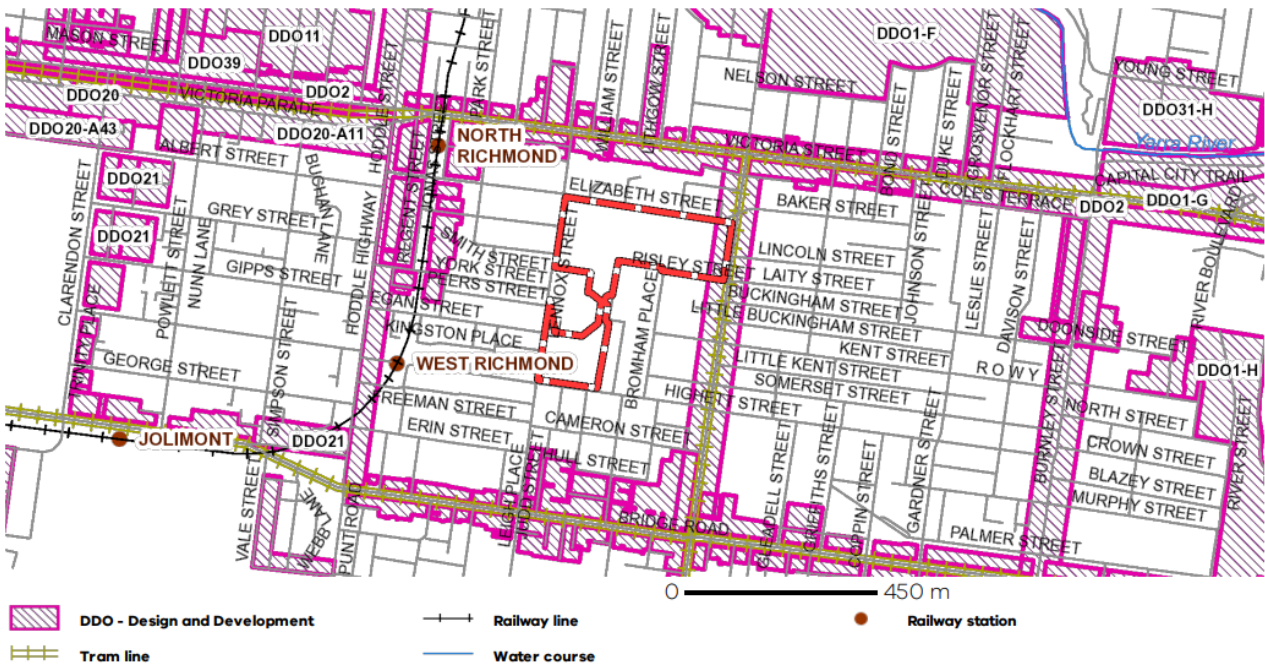 MASON STREET
DDO11
DDO39
DDO2
DDO20
VICTORIA PARADE
DDO20-A43
DDO20-A11
ALBERT STREET
HODDLE STREET
PARK STREET
NORTH
RICHMOND
WILLIAM STREET
LITHGOW STREET
NELSON STREET
DDO1-F
VICTORIA STREET
BOND STREET
DUKE STREET
GROSVENOR STREET
LOCKHART STREET
YOUNG STREET
DDO31-H
Yarra River
CAPITAL CITY TRAIL
COLES TERRACE
DDO2
DDO1-G
RIVER BOULEVARD
DDO21
DDO21
CLARENDON STREET
POWLETT STREET
NUNN LANE
BUGHAN LANE
GREY STREET
GIPPS STREET
HODDLE HIGHWAY
REGENT STREET
JONAS STREET
ELIZABETH STREET
LENNOX STREET
SMITH STREET
YORK STREET
PEERS STREET
EGAN STREET
KINGSTON PLACE
RISLEY STREET
BROMHAM PLACE
BAKER STREET
LINCOLN STREET
LAITY STREET
BUCKINGHAM STREET
LITTLE BUCKINGHAM STREET
KENT STREET
LITTLE KENT STREET
SOMERSET STREET
JOHNSON STREET
LESLIE STREET
DAVISON STREET
ROWY
DOONSIDE STREET
DDO1-H
TRINITY PLACE
GEORGE STREET
SIMPSON STREET
WEST RICHMOND
FREEMAN STREET
ERIN STREET
HIGHETT STREET
CAMERON STREET
HULL STREET
NORTH STREET
CROWN STREET
BLAZEY STREET
MURPHY STREET
BURNLEY STREET
RIVER STREET
JOLIMONT
DDO21
VALE STREET
WEBB LANE
PUNT ROAD
LEIGH PLACE
JUDD STREET
BRIDGE ROAD
GLEADELL STREET
GRIFFITHS STREET
COPPIN STREET
GARDNER STREET
PALMER STREET
0 450 m
DDO - Design and Development
Railway line
Railway station
Tram line
Water course